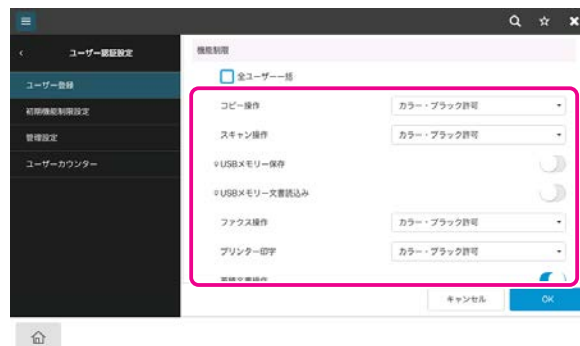 ユーザー認証設定
ユーザー登録
初期機能制限設定
管理設定
ユーザーカウンター
機能制限
全ユーザー一括
コピー操作 カラー・ブラック許可
スキャン操作 カラー・ブラック許可
USBメモリー保存
USBメモリー文書読込み
ファクス操作 カラー・ブラック許可
プリンター印字 カラー・ブラック許可
蓄積文書操作
キャンセル OK